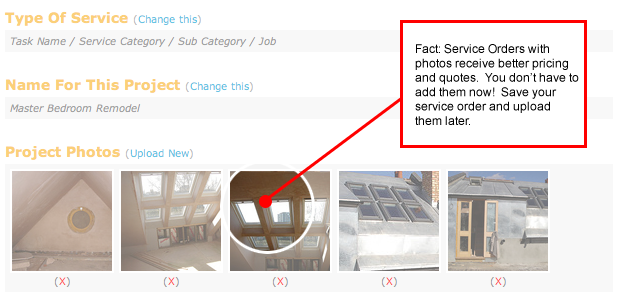 Type Of Service (Change this)
Task Name / Service Category / Sub Category / Job
Name For This Project (Change this)
Master Bedroom Remodel
Project Photos (Upload New)
Fact: Service Orders with
photos receive better pricing
and quotes.  You don't have to
add them now!  Save your
service order and upload
them later.
(X) (X) (X) (X) (X)